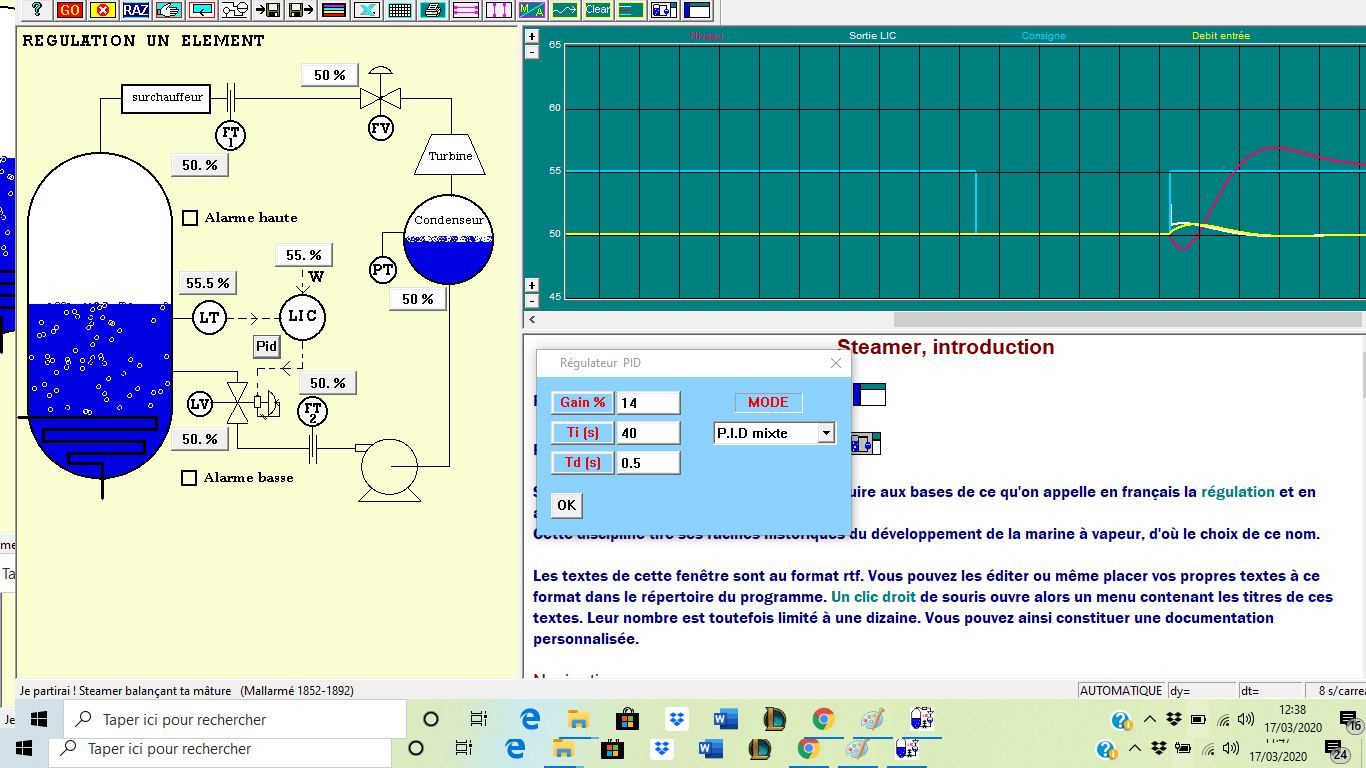 ? GO RAZ M A Clear
REGULATION UN ELEMENT
surchauffeur
50 %
FT 1
FV
50. %
Turbine
Alarme haute
Condenseur
55. %
W
PT
55.5 %
50 %
LT
LIC
Pid
50. %
LV
FT 2
50. %
Alarme basse
Niveau Sortie LIC Consigne Debit entrée
+
-
65
60
55
50
+
-
45
<
Steamer, introduction
Régulateur PID
Gain % 14 MODE
Ti (s) 40 P.I.D mixte
Td (s) 0.5
OK
uire aux bases de ce qu'on appelle en français la régulation et en
Cette discipline tire ses racines historiques du développement de la marine à vapeur, d'où le choix de ce nom.
Les textes de cette fenêtre sont au format rtf. Vous pouvez les éditer ou même placer vos propres textes à ce
format dans le répertoire du programme. Un clic droit de souris ouvre alors un menu contenant les titres de ces
textes. Leur nombre est toutefois limité à une dizaine. Vous pouvez ainsi constituer une documentation
personnalisée.
me
Ta
Je
Je partirai ! Steamer balançant ta mâture (Mallarmé 1852-1892)
AUTOMATIQUE dy= dt= 8 s/carrea
Taper ici pour rechercher
12:38
17/03/2020
16
Taper ici pour rechercher
17/03/2020
24